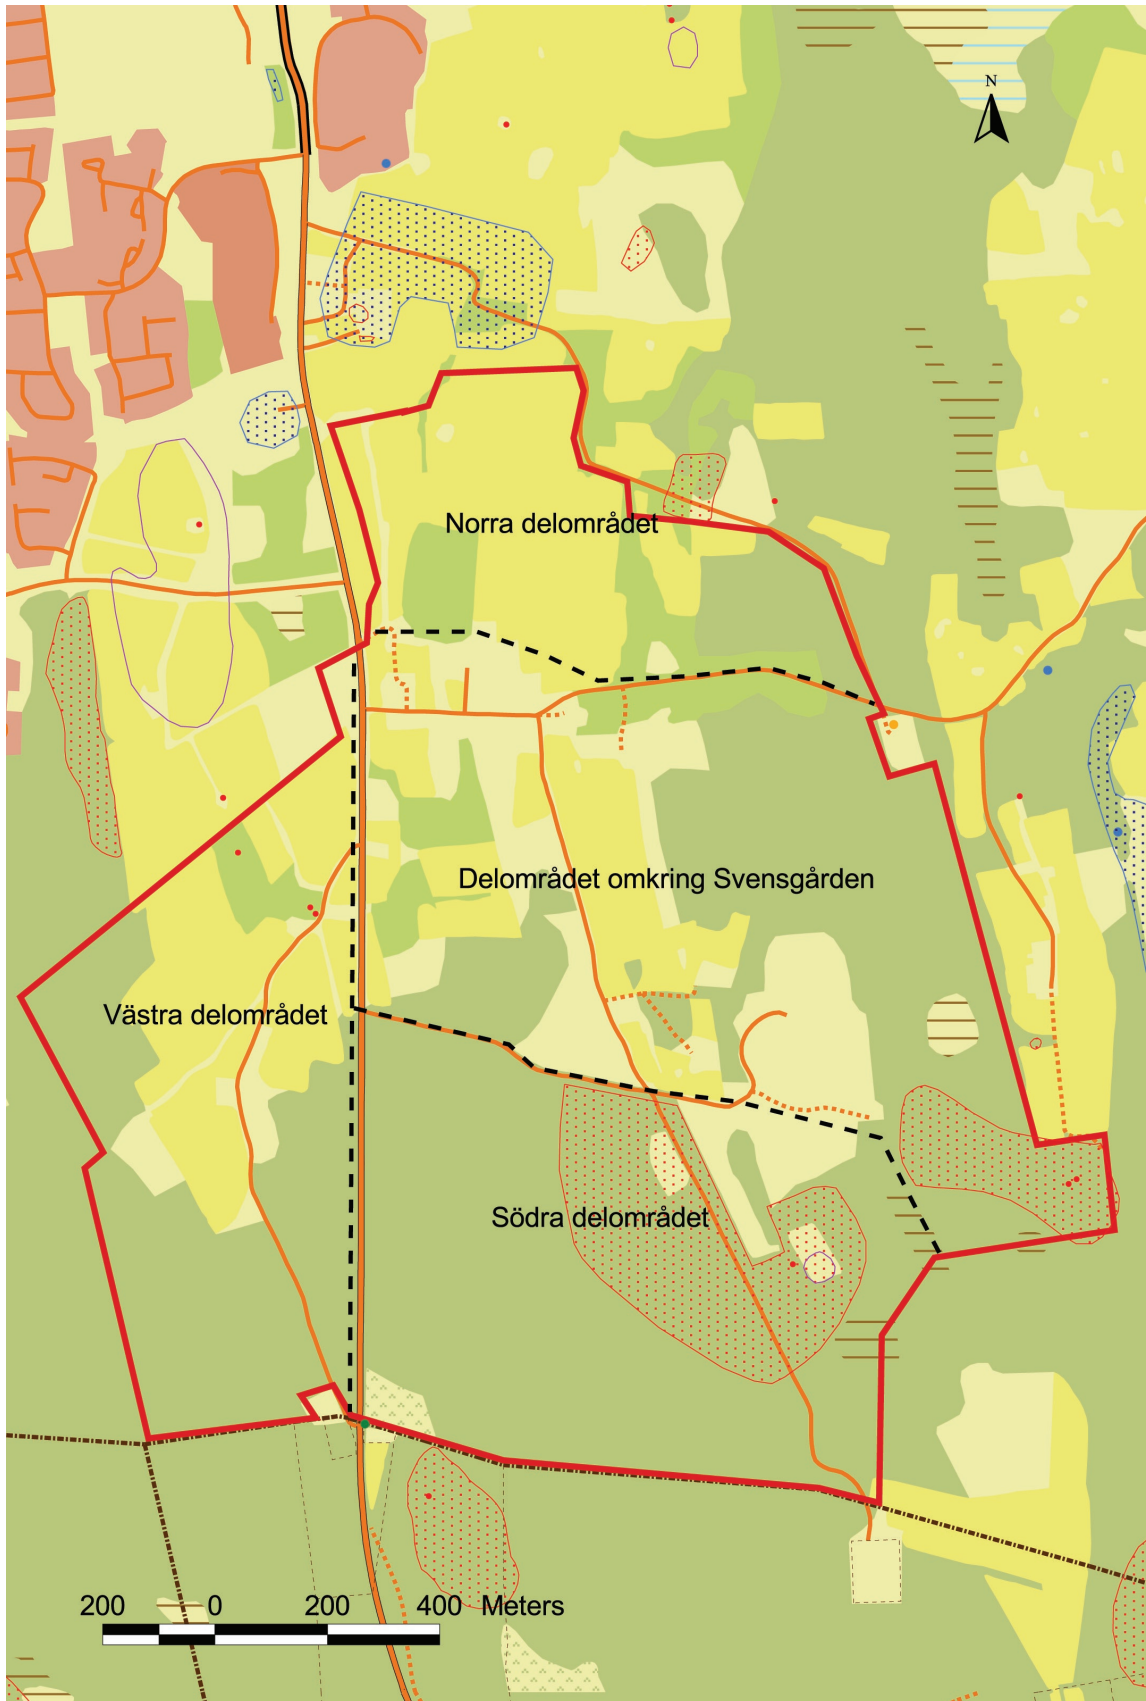 N
Norra delområdet
Delområdet omkring Svensgården
Västra delområdet
Södra delområdet
200 0 200 400 Meters